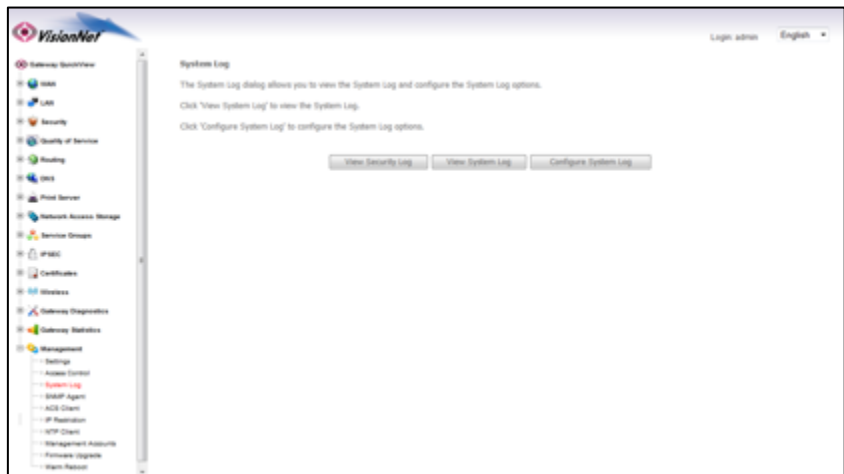 VisionNet
Login: admin
English
Gateway QuickView
WAN
LAN
Security
Quality of Service
Routing
DNS
Print Server
Network Access Storage
Service Groups
IPSEC
Certificates
Wireless
Gateway Diagnostics
Gateway Statistics
Management
Settings
Access Control
System Log
SNMP Agent
ACS Client
IP Restriction
NTP Client
Management Accounts
Firmware Upgrade
Warm Reboot
System Log
The System Log dialog allows you to view the System Log and configure the System Log options.
Click 'View System Log' to view the System Log.
Click 'Configure System Log' to configure the System Log options.
View Security Log
View System Log
Configure System Log